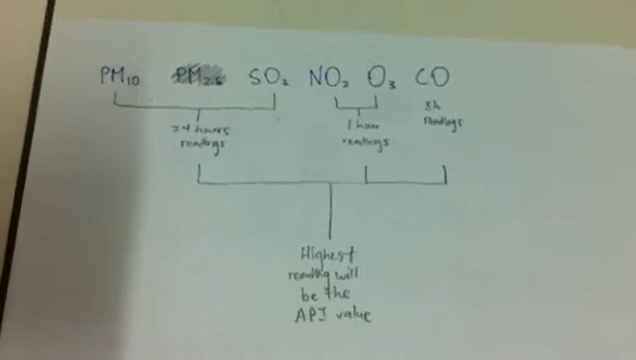 PM10 PM2.5 SO2 NO2 O3 CO
24 hours
readings
1 hour
readings
8h
readings
Highest
reading will
be the
API value